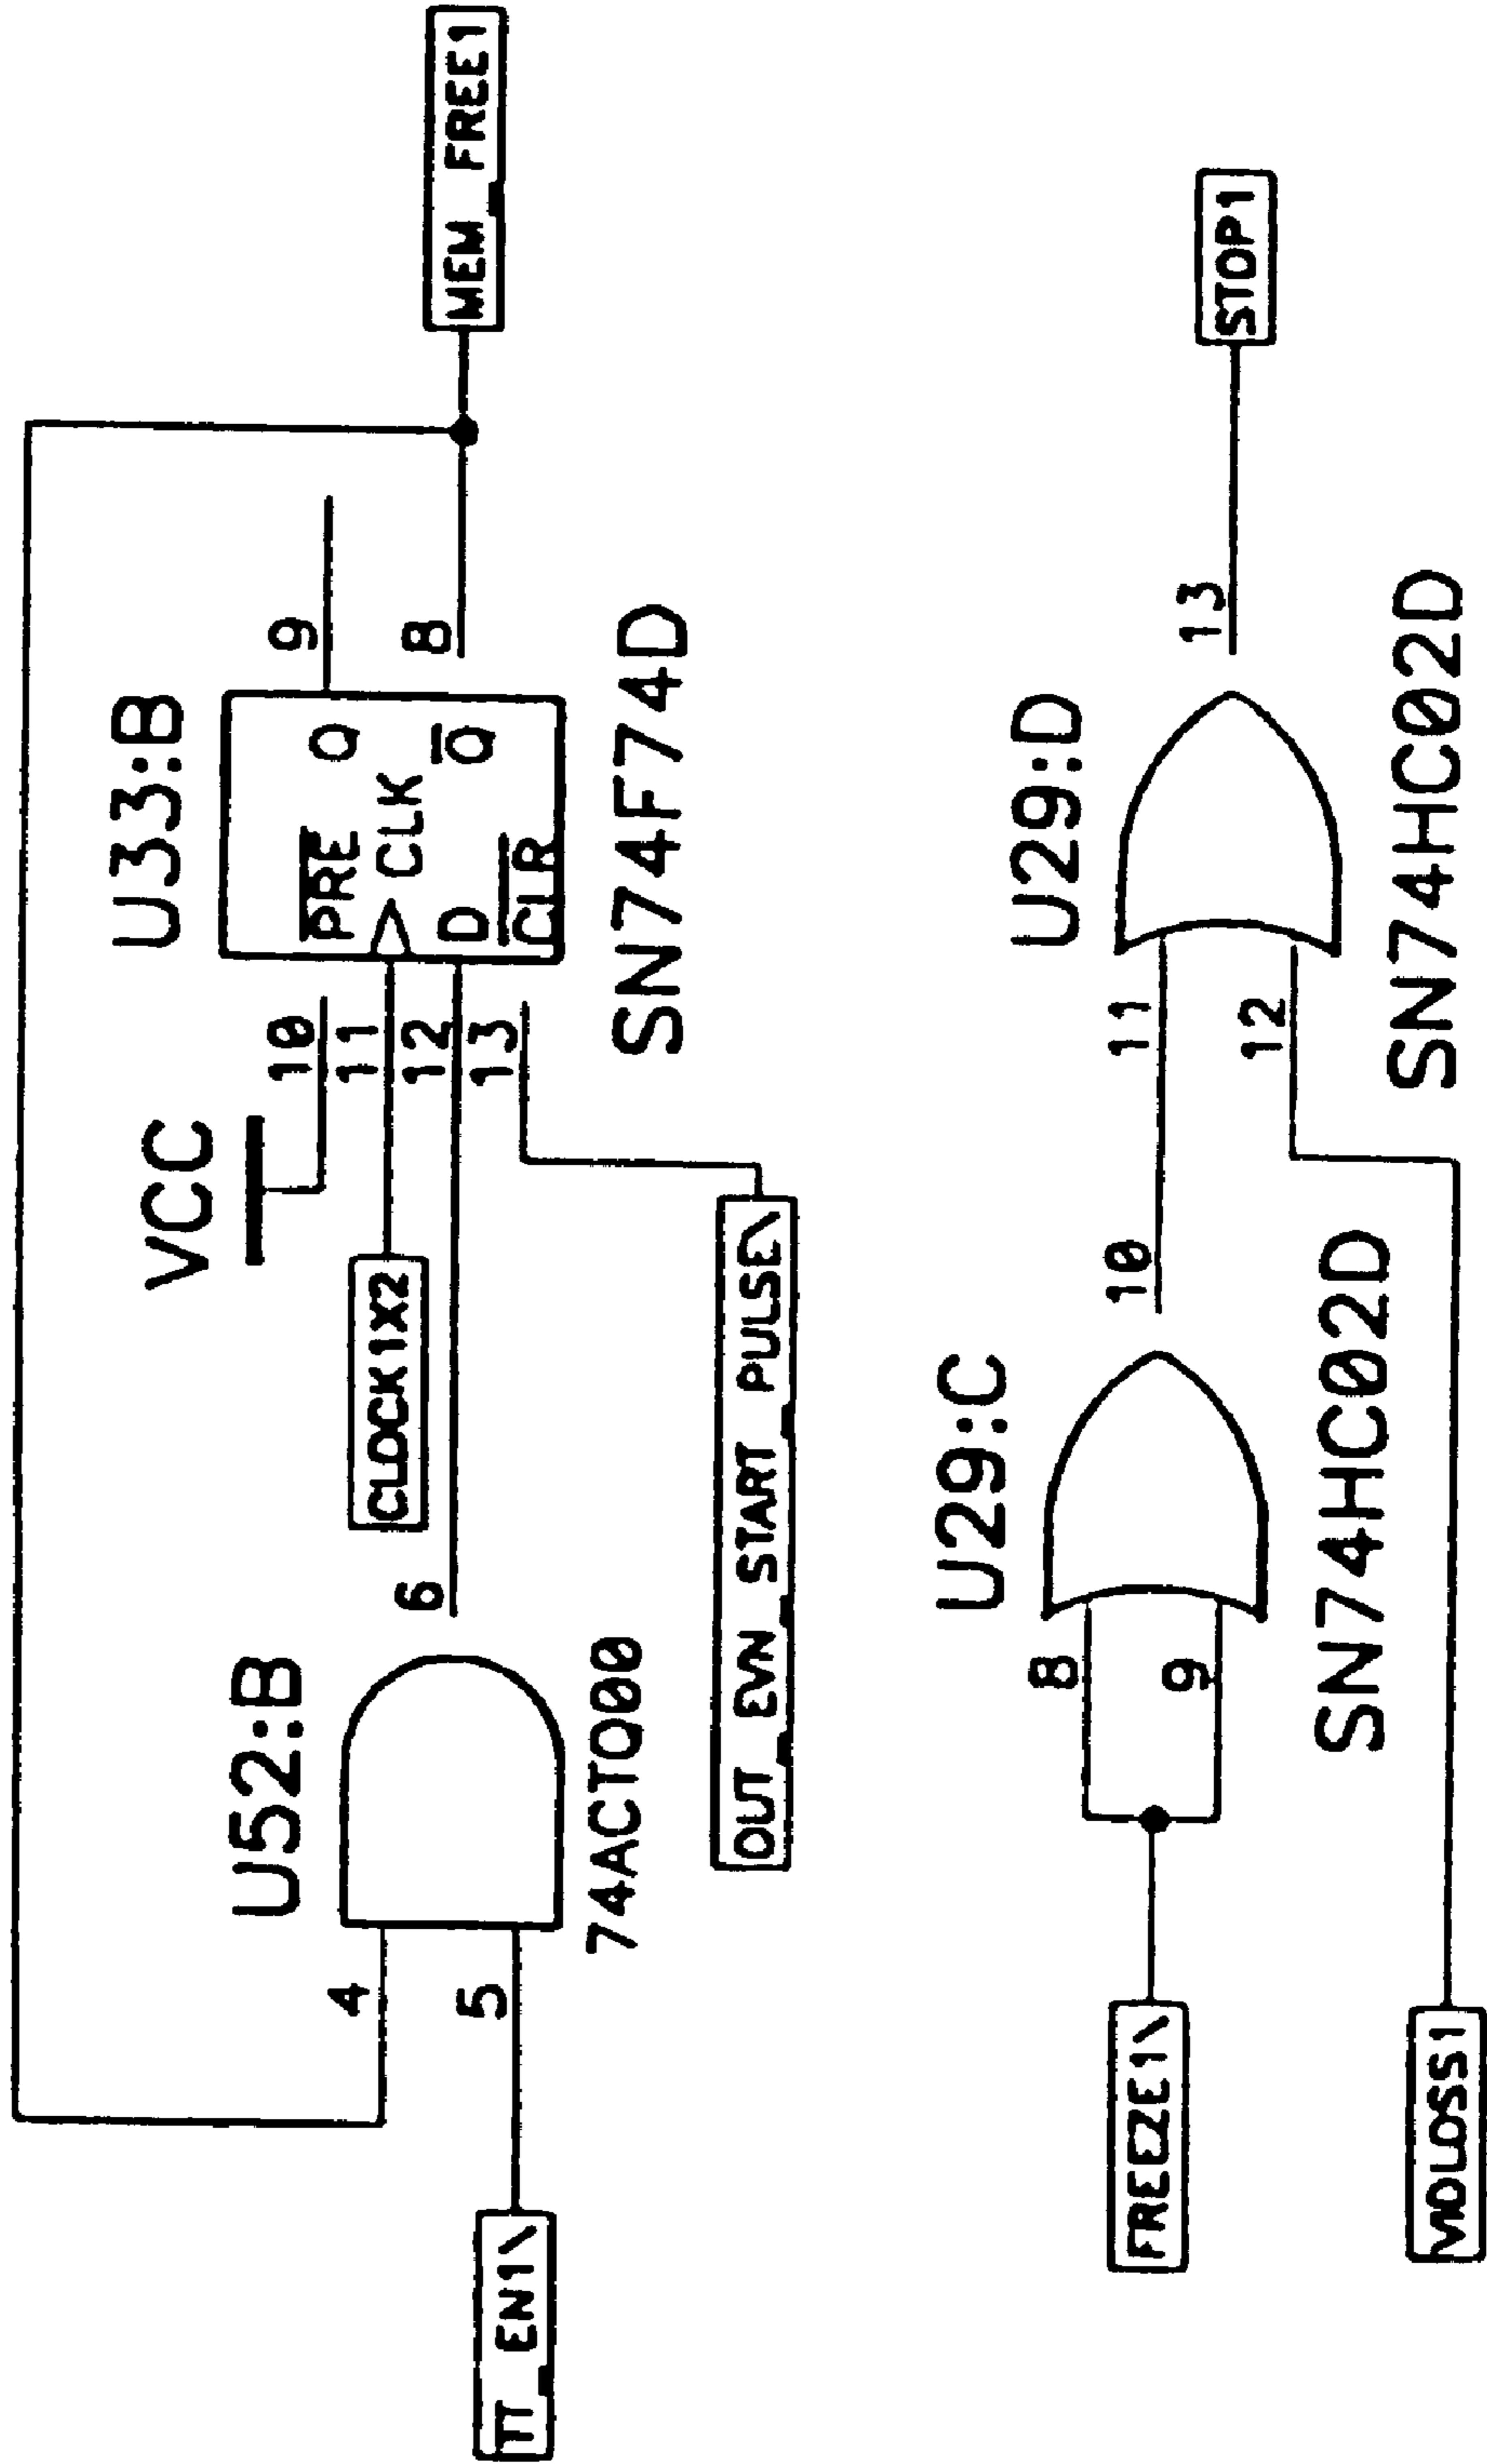 U52:B
4
5
6
74ACTQ00
TT_EN1\
VCC
CLOCK1X2
OUT_EVN_START_PULSE\
U33:B
10
11
12
13
PRE
CLK
D
CLR
Q
Q
9
8
SN74F74D
MEM_FREE1
FREEZE1\
U29:C
8
9
10
SN74HC02D
VIDLOSS1
U29:D
11
12
13
SN74HC02D
STOP1